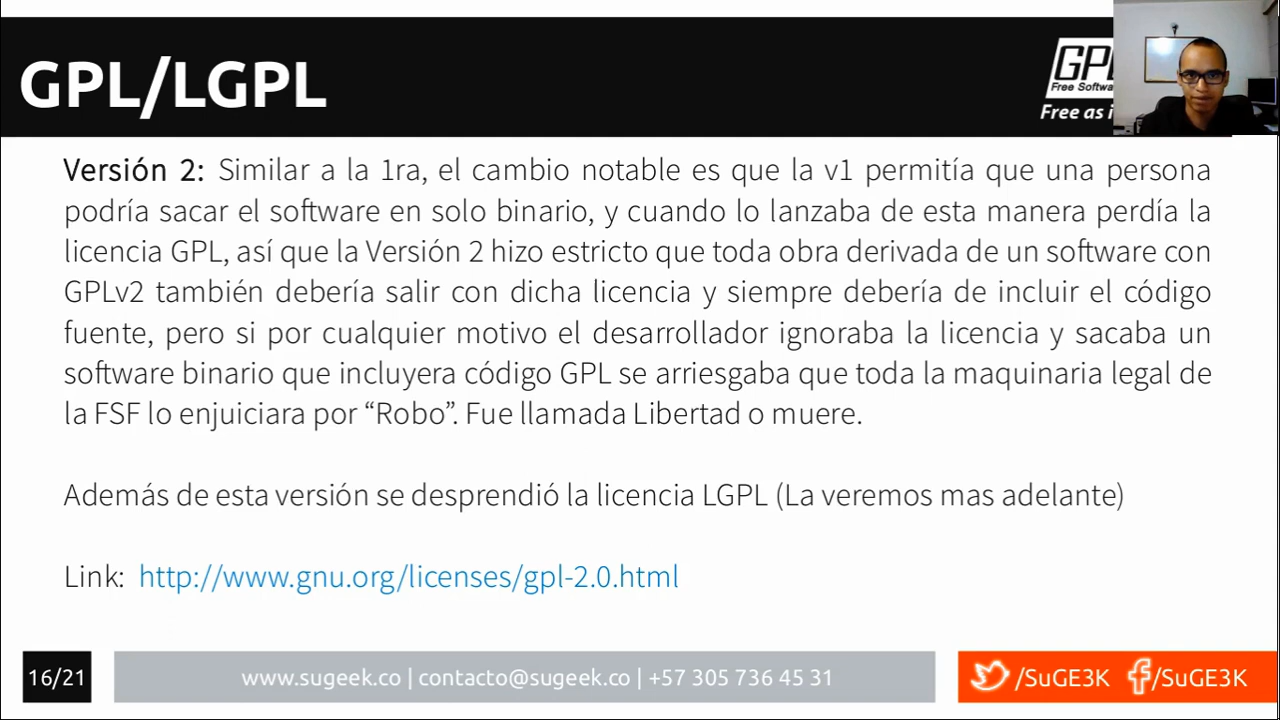 GPL/LGPL
GPL
Free Softwa
Free as i
Versión 2: Similar a la 1ra, el cambio notable es que la v1 permitía que una persona
podría sacar el software en solo binario, y cuando lo lanzaba de esta manera perdía la
licencia GPL, así que la Versión 2 hizo estricto que toda obra derivada de un software con
GPLv2 también debería salir con dicha licencia y siempre debería de incluir el código
fuente, pero si por cualquier motivo el desarrollador ignoraba la licencia y sacaba un
software binario que incluyera código GPL se arriesgaba que toda la maquinaria legal de
la FSF lo enjuiciara por “Robo”. Fue llamada Libertad o muere.
Además de esta versión se desprendió la licencia LGPL (La veremos mas adelante)
Link: http://www.gnu.org/licenses/gpl-2.0.html
16/21
www.sugeek.co | contacto@sugeek.co | +57 305 736 45 31
/SuGE3K /SuGE3K